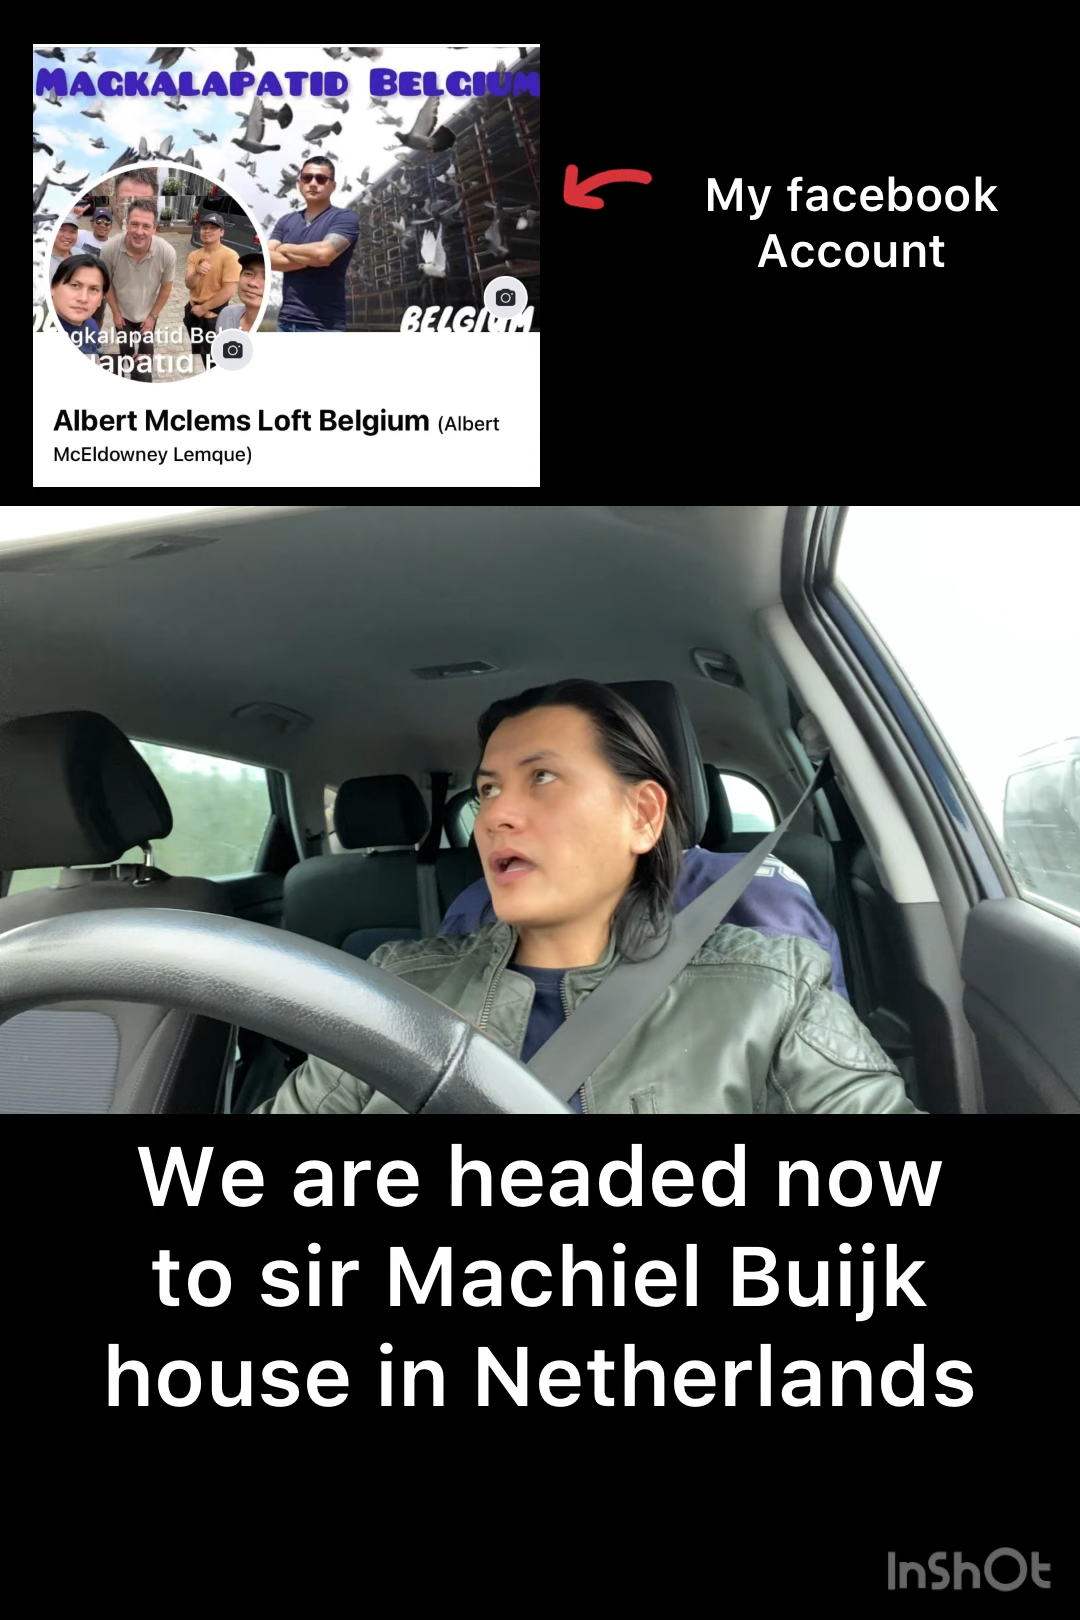 MAGKALAPATID BELGIUM
My facebook
Account
BELGIUM
Albert Mclems Loft Belgium (Albert
McEldowney Lemque)
We are headed now
to sir Machiel Buijk
house in Netherlands
InShOt